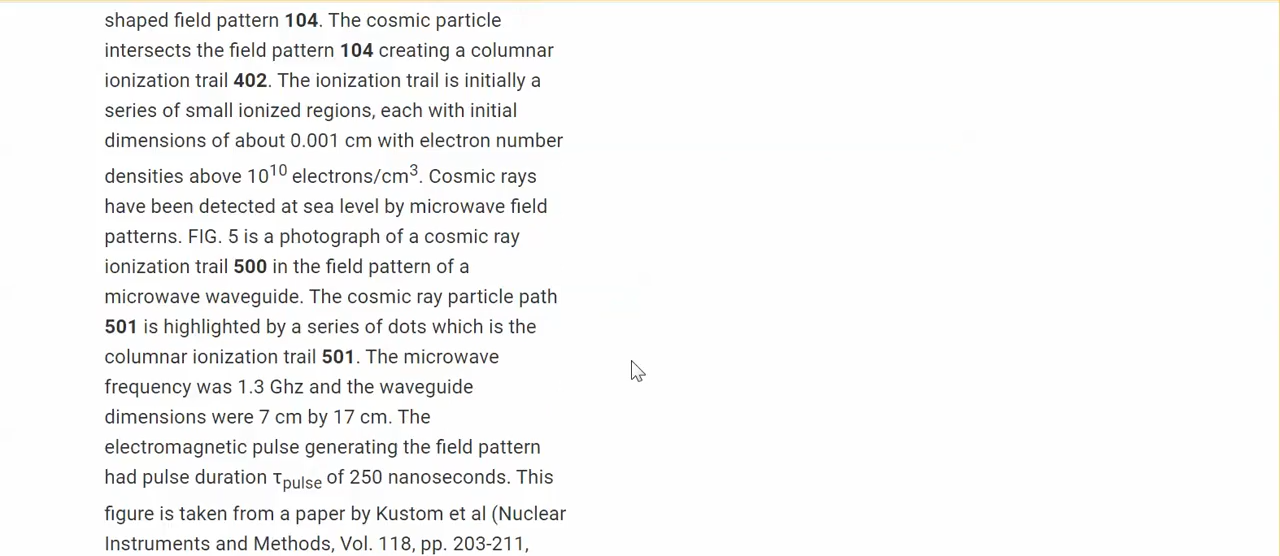 shaped field pattern 104. The cosmic particle
intersects the field pattern 104 creating a columnar
ionization trail 402. The ionization trail is initially a
series of small ionized regions, each with initial
dimensions of about 0.001 cm with electron number
densities above 10¹⁰ electrons/cm³. Cosmic rays
have been detected at sea level by microwave field
patterns. FIG. 5 is a photograph of a cosmic ray
ionization trail 500 in the field pattern of a
microwave waveguide. The cosmic ray particle path
501 is highlighted by a series of dots which is the
columnar ionization trail 501. The microwave
frequency was 1.3 Ghz and the waveguide
dimensions were 7 cm by 17 cm. The
electromagnetic pulse generating the field pattern
had pulse duration τpulse of 250 nanoseconds. This
figure is taken from a paper by Kustom et al (Nuclear
Instruments and Methods, Vol. 118, pp. 203-211,